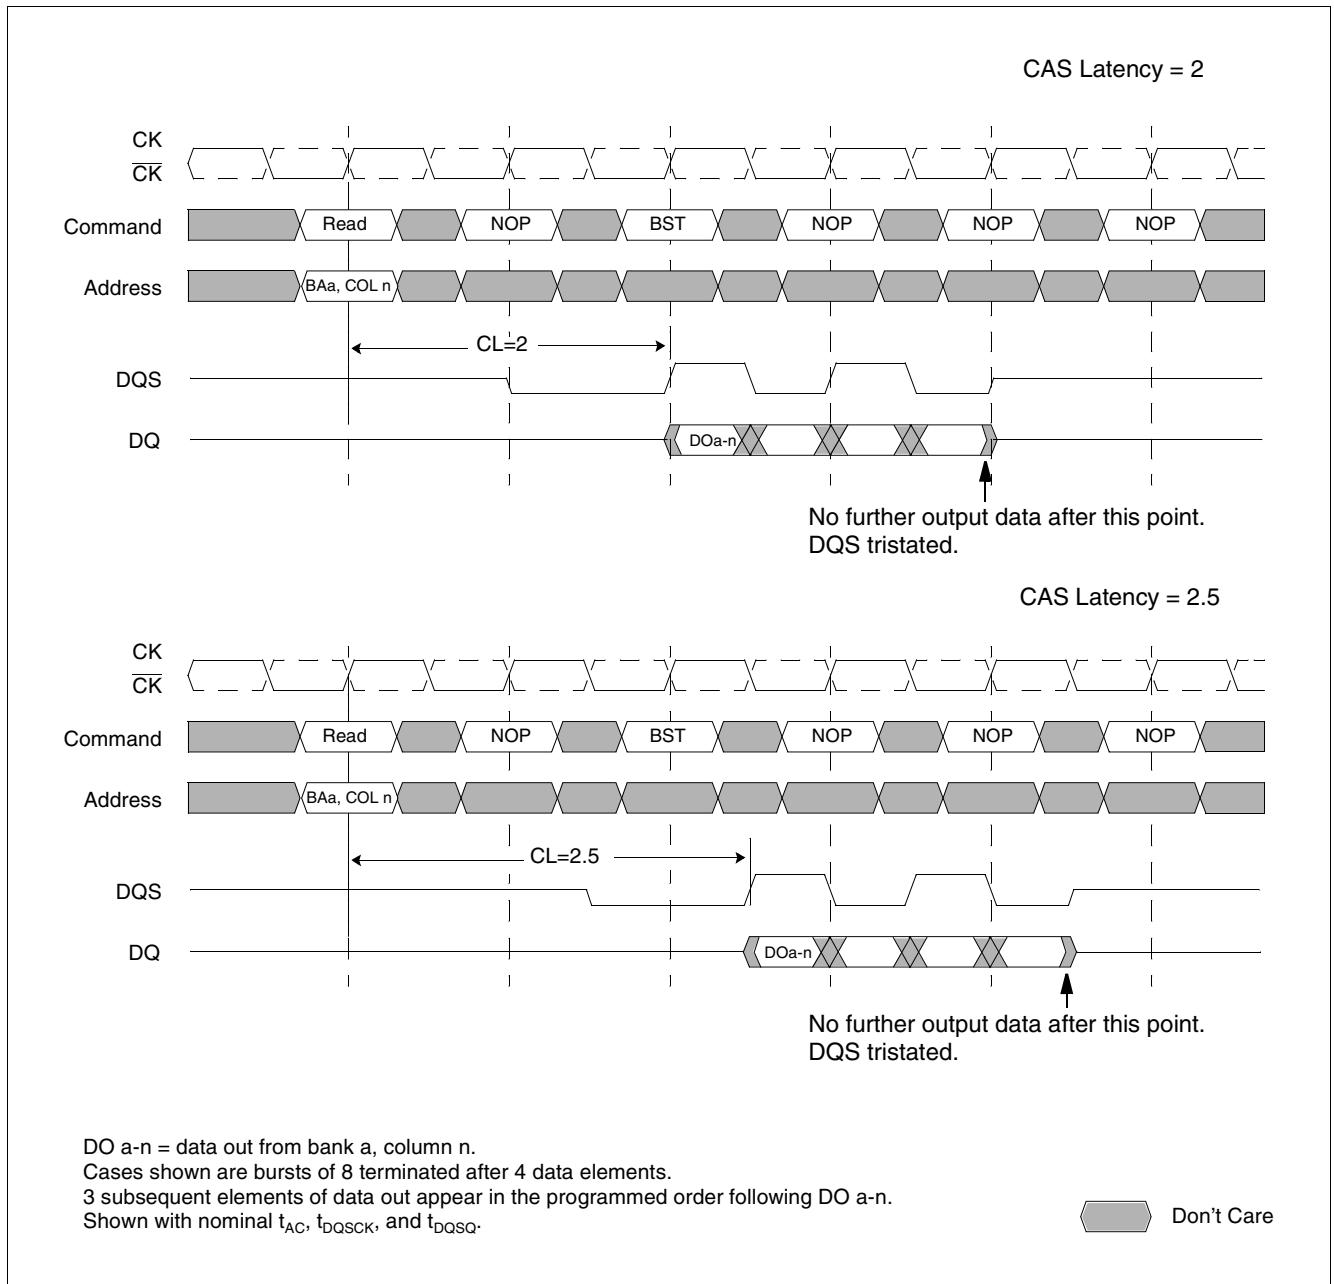 CAS Latency = 2
CK
CK
Command
Read
NOP
BST
NOP
NOP
NOP
Address
BAa, COL n
CL=2
DQS
DQ
DOa-n
No further output data after this point.
DQS tristated.
CAS Latency = 2.5
CK
CK
Command
Read
NOP
BST
NOP
NOP
NOP
Address
BAa, COL n
CL=2.5
DQS
DQ
DOa-n
No further output data after this point.
DQS tristated.
DO a-n = data out from bank a, column n.
Cases shown are bursts of 8 terminated after 4 data elements.
3 subsequent elements of data out appear in the programmed order following DO a-n.
Shown with nominal tAC, tDQSCK, and tDQSQ.
Don't Care